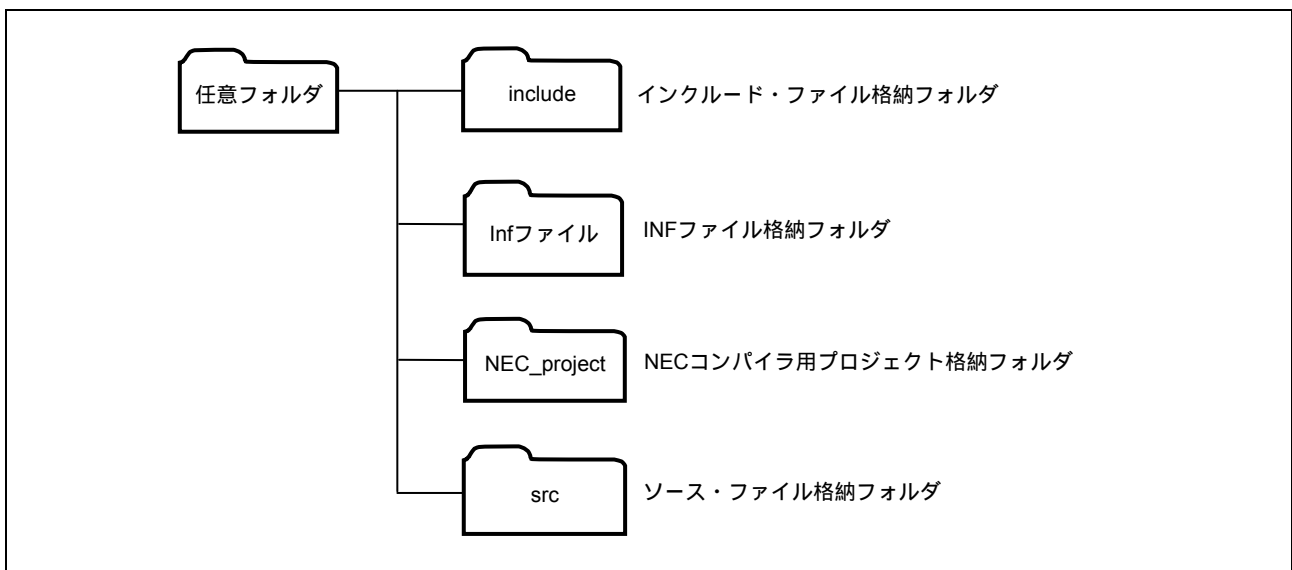 任意フォルダ
include
インクルード・ファイル格納フォルダ
Infファイル
INFファイル格納フォルダ
NEC_project
NECコンパイラ用プロジェクト格納フォルダ
src
ソース・ファイル格納フォルダ